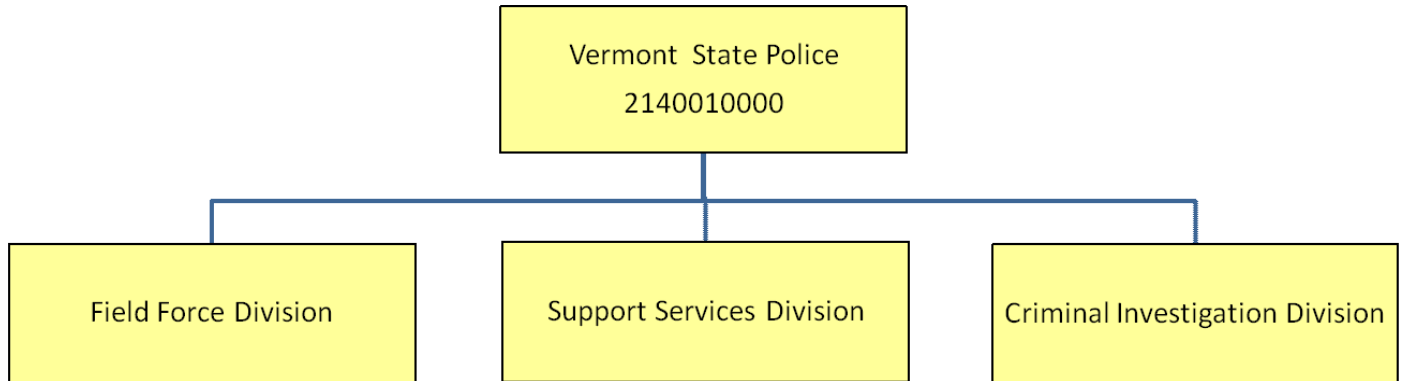 Vermont State Police
2140010000
Field Force Division
Support Services Division
Criminal Investigation Division